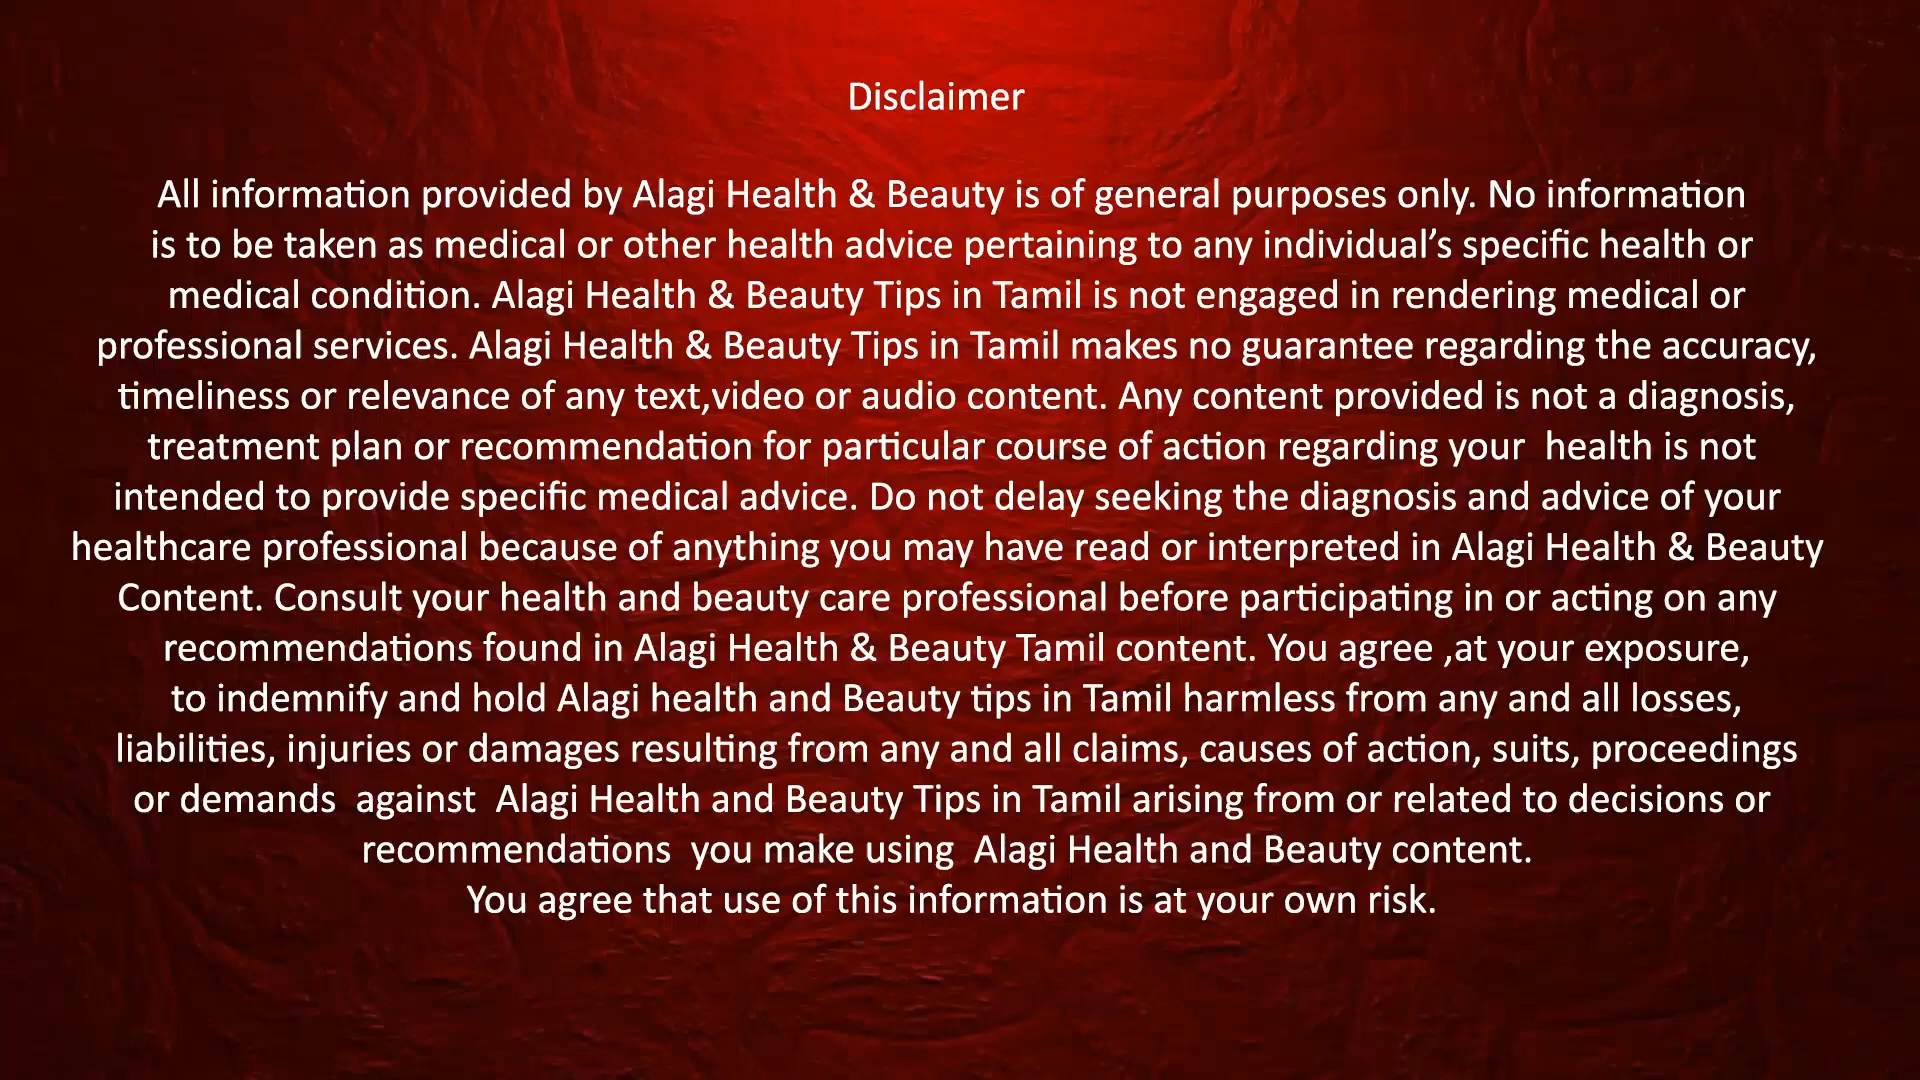 Disclaimer
All information provided by Alagi Health & Beauty is of general purposes only. No information
is to be taken as medical or other health advice pertaining to any individual’s specific health or
medical condition. Alagi Health & Beauty Tips in Tamil is not engaged in rendering medical or
professional services. Alagi Health & Beauty Tips in Tamil makes no guarantee regarding the accuracy,
timeliness or relevance of any text,video or audio content. Any content provided is not a diagnosis,
treatment plan or recommendation for particular course of action regarding your  health is not
intended to provide specific medical advice. Do not delay seeking the diagnosis and advice of your
healthcare professional because of anything you may have read or interpreted in Alagi Health & Beauty
Content. Consult your health and beauty care professional before participating in or acting on any
recommendations found in Alagi Health & Beauty Tamil content. You agree ,at your exposure,
to indemnify and hold Alagi health and Beauty tips in Tamil harmless from any and all losses,
liabilities, injuries or damages resulting from any and all claims, causes of action, suits, proceedings
or demands  against  Alagi Health and Beauty Tips in Tamil arising from or related to decisions or
recommendations  you make using  Alagi Health and Beauty content.
You agree that use of this information is at your own risk.